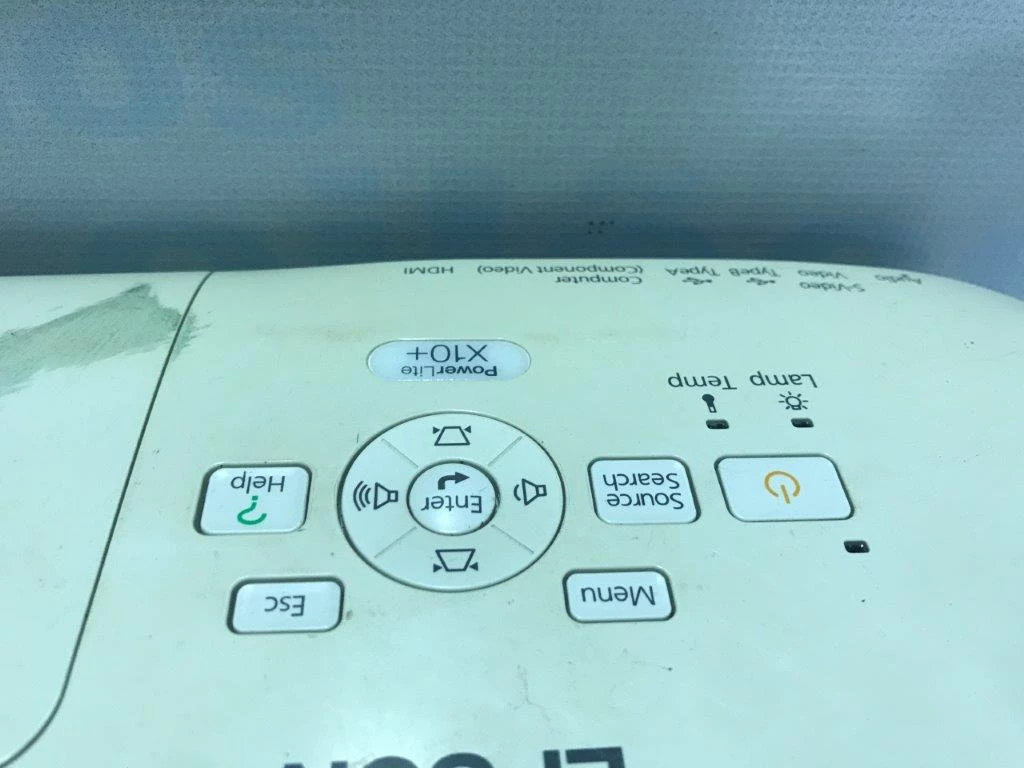 EPSON
Menu
Esc
Source
Search
Enter
? Help
Lamp Temp
PowerLite
X10+
Audio
S-Video
Video
TypeB
TypeA
Computer
(Component Video)
HDMI